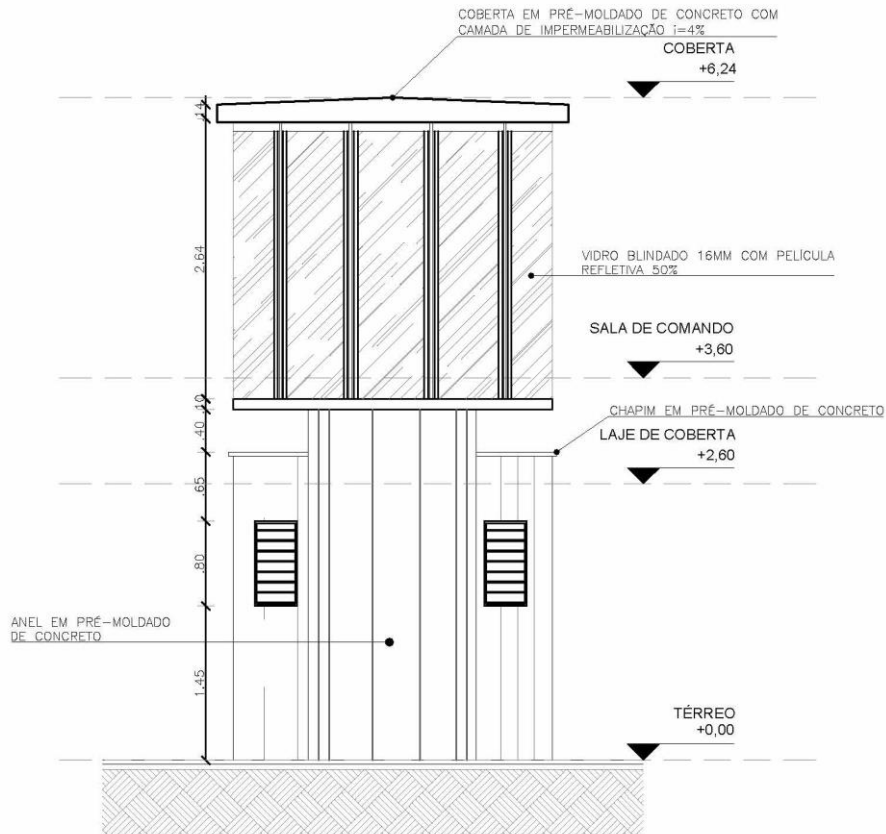 COBERTA EM PRÉ-MOLDADO DE CONCRETO COM
CAMADA DE IMPERMEABILIZAÇÃO i=4%
COBERTA
+6,24
.14
2.64
VIDRO BLINDADO 16MM COM PELÍCULA
REFLETIVA 50%
SALA DE COMANDO
+3,60
.10
CHAPIM EM PRÉ-MOLDADO DE CONCRETO
.40
LAJE DE COBERTA
+2,60
.65
.80
ANEL EM PRÉ-MOLDADO
DE CONCRETO
1.45
TÉRREO
+0,00